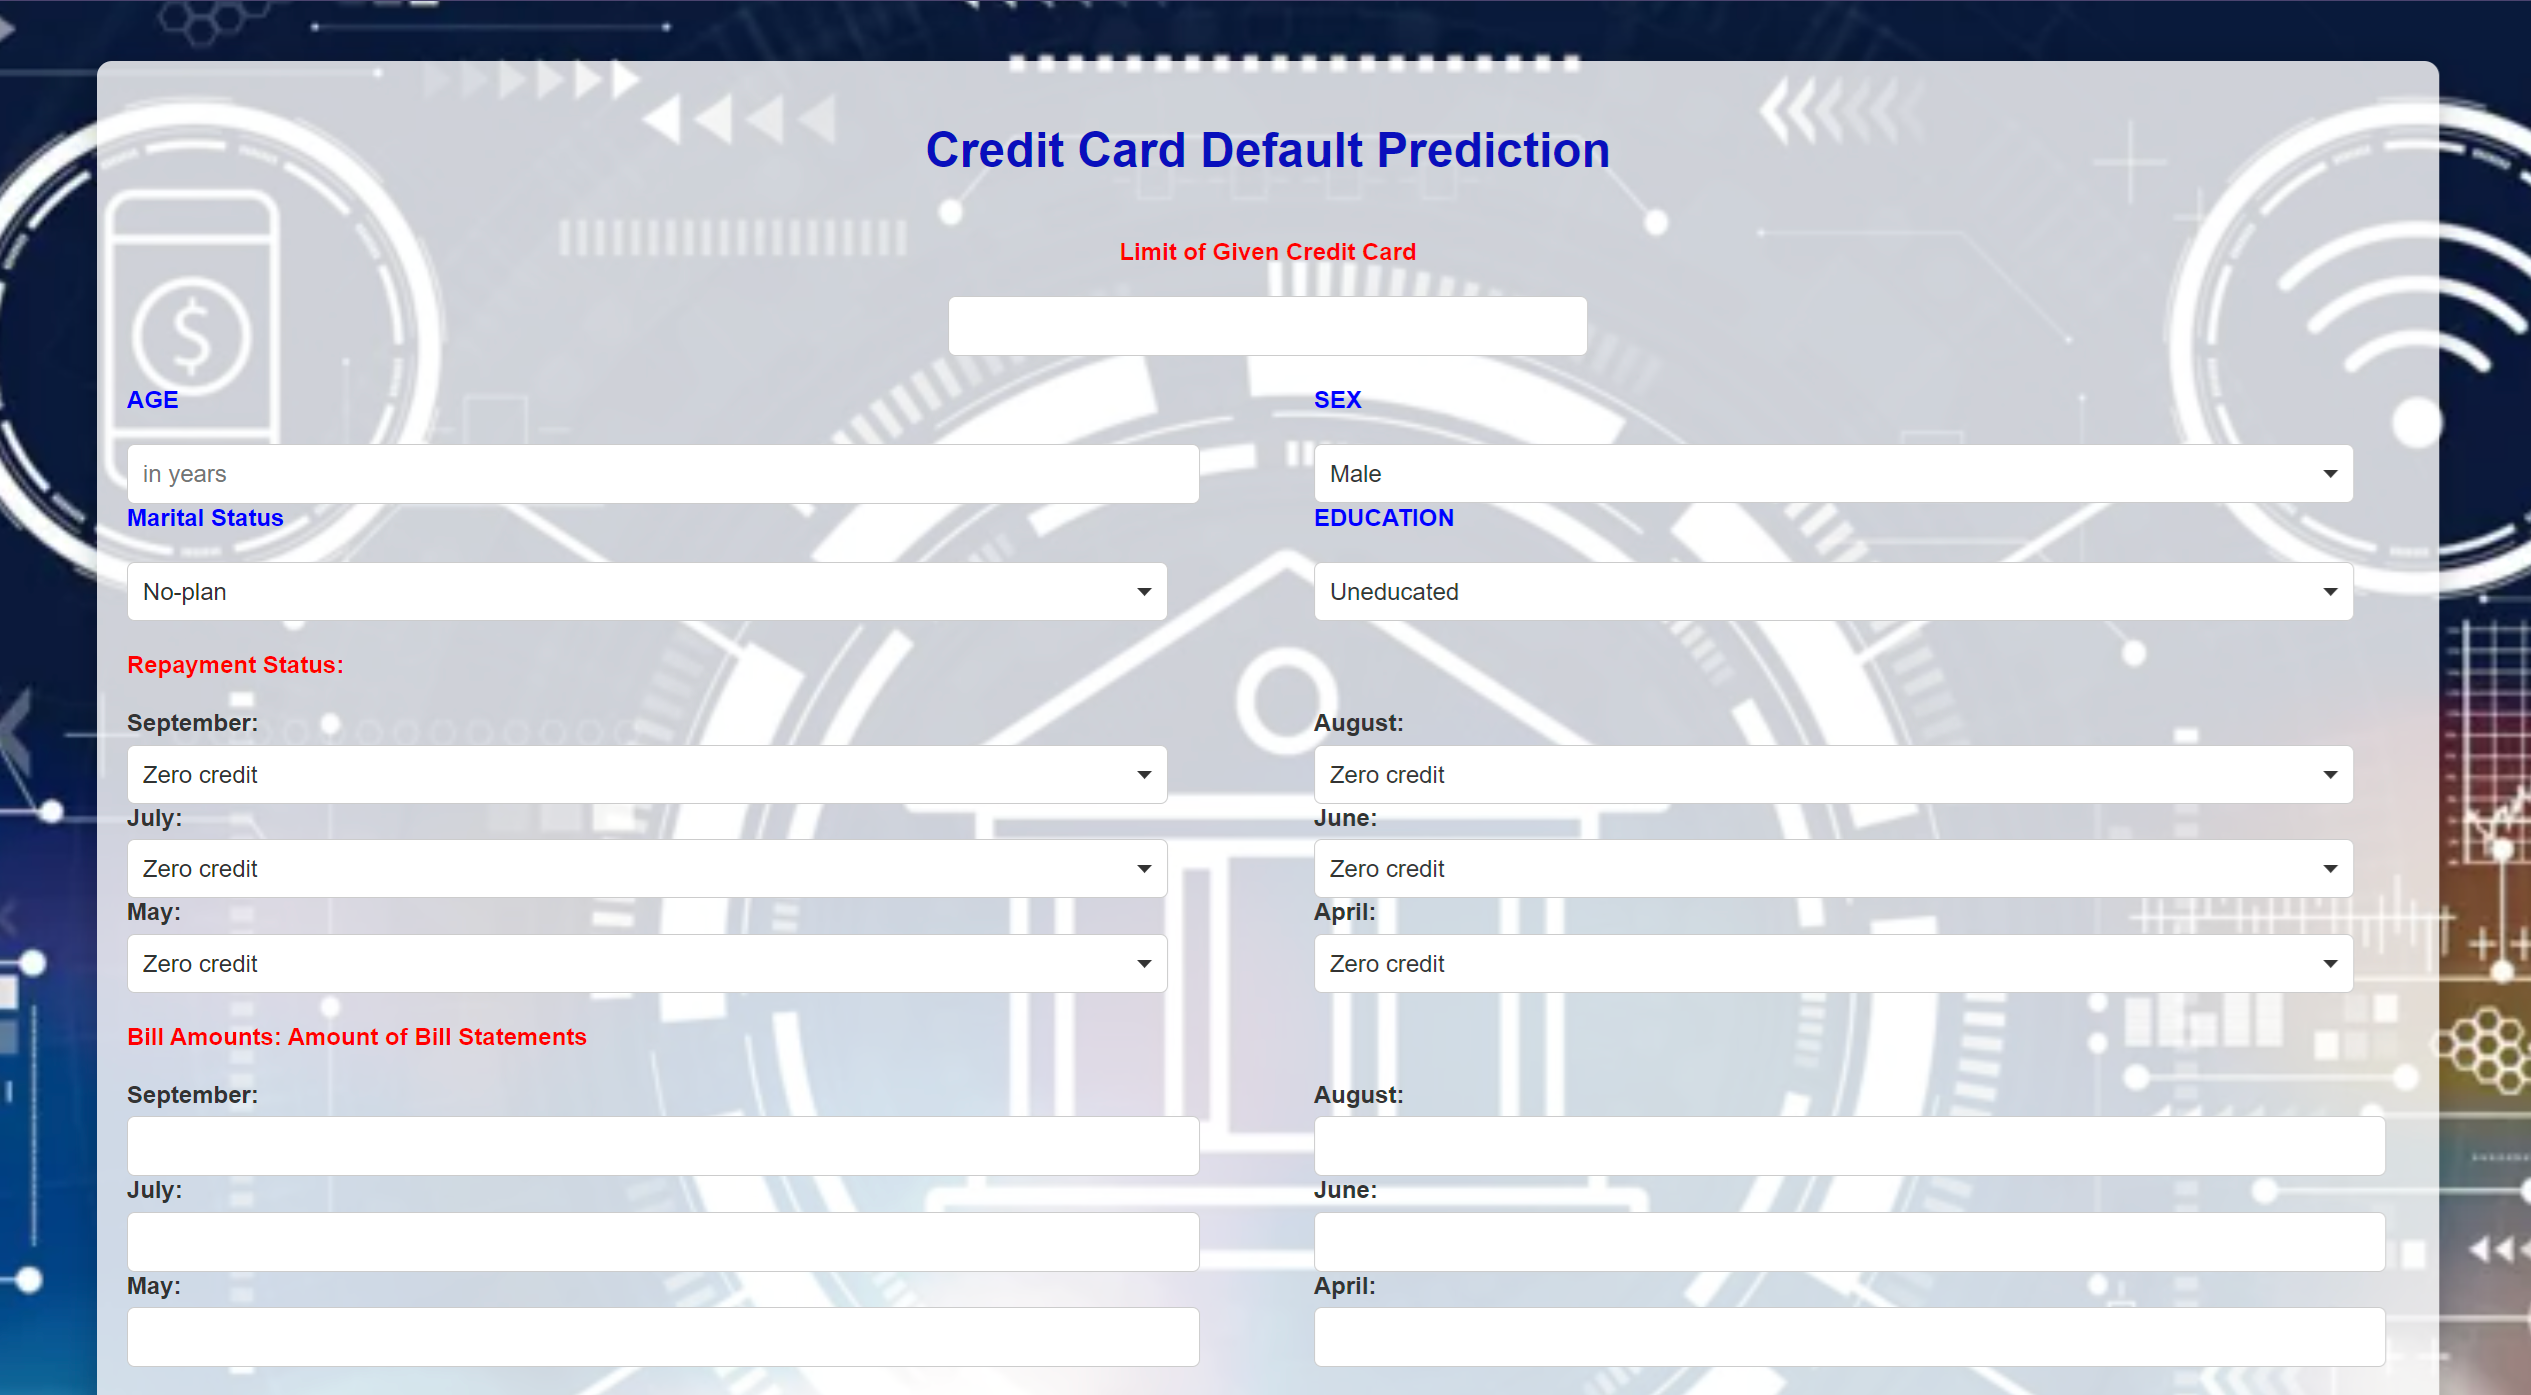 Credit Card Default Prediction
Limit of Given Credit Card
AGE
SEX
in years
Male
Marital Status
EDUCATION
No-plan
Uneducated
Repayment Status:
September:
August:
Zero credit
Zero credit
July:
June:
Zero credit
Zero credit
May:
April:
Zero credit
Zero credit
Bill Amounts: Amount of Bill Statements
September:
August:
July:
June:
May:
April: